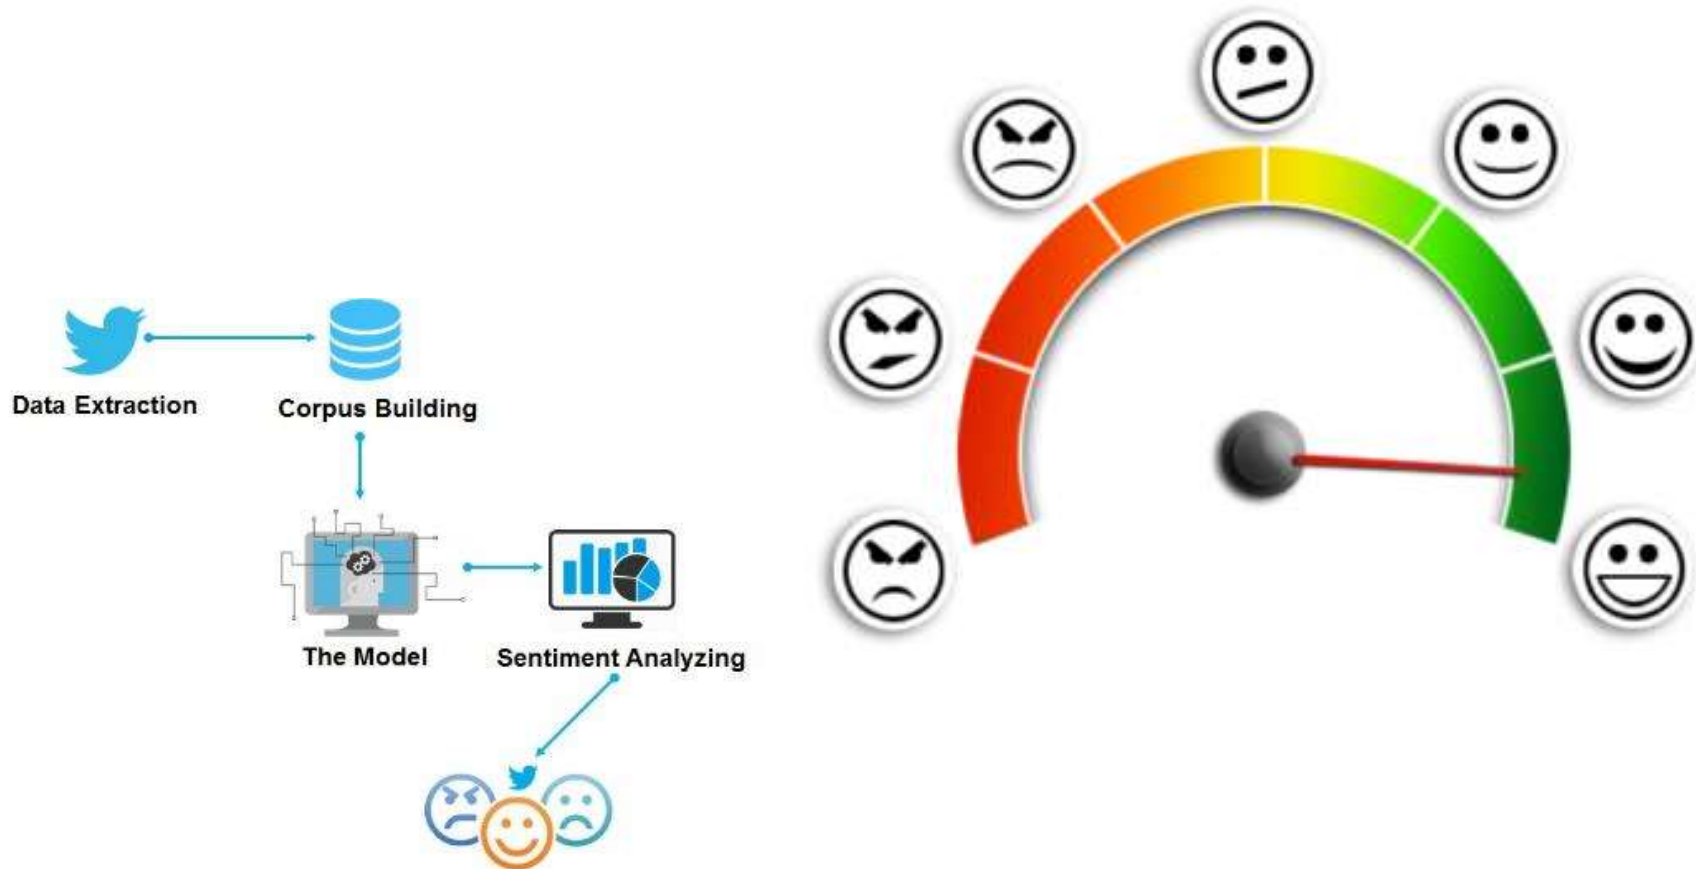 Data Extraction
Corpus Building
The Model
Sentiment Analyzing